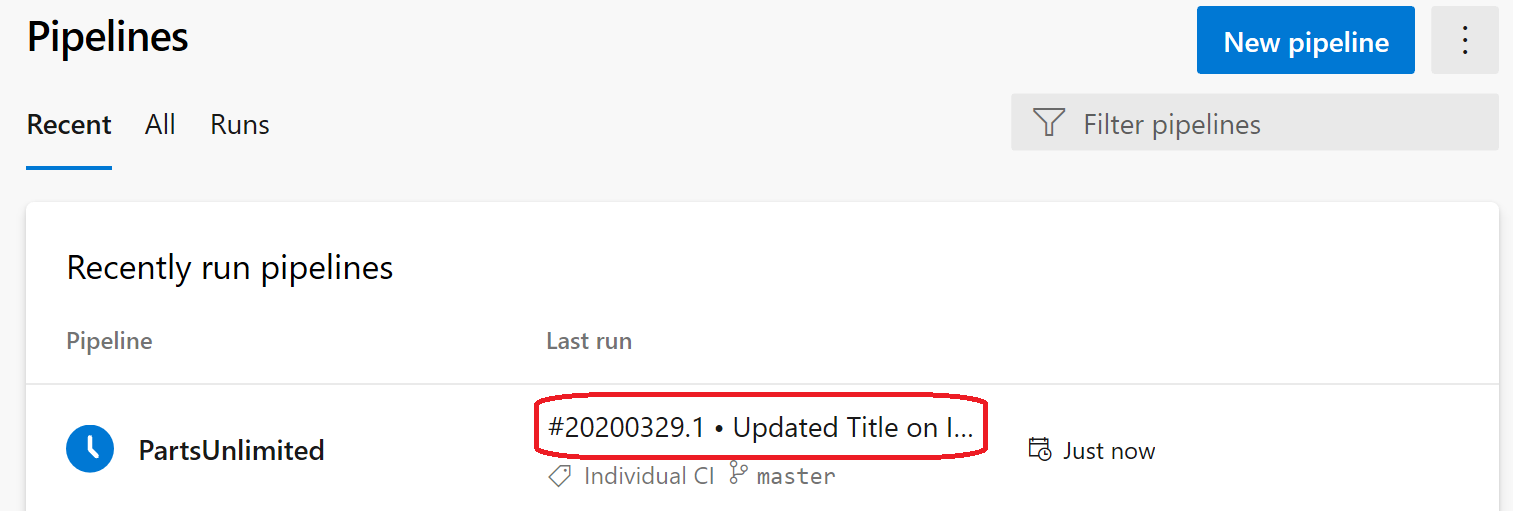 Pipelines
New pipeline
Recent All Runs
Filter pipelines
Recently run pipelines
Pipeline Last run
#20200329.1 • Updated Title on I...
PartsUnlimited
Just now
Individual CI master